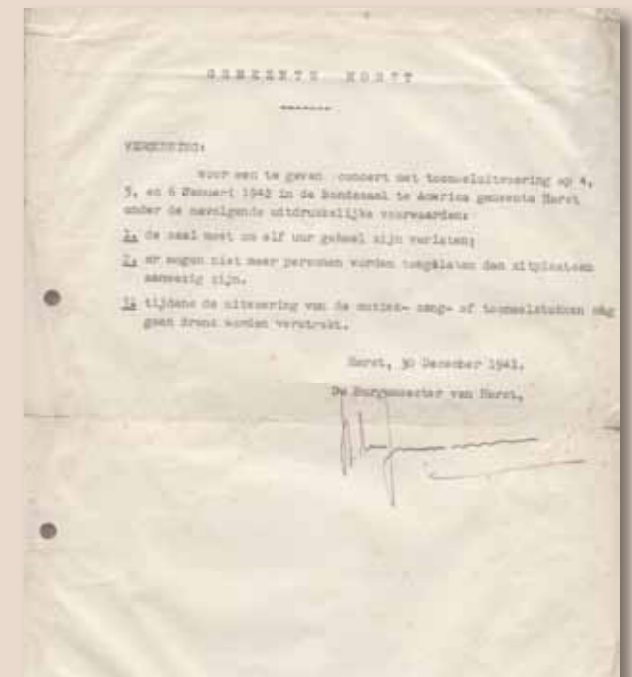 GEMEENTE HORST
-------
VERGUNNING:
voor een te geven concert met tooneeluitvoering op 4,
5, en 6 Januari 1942 in de Bondszaal te America gemeente Horst
onder de navolgende uitdrukkelijke voorwaarden:
1. de zaal moet om elf uur geheel zijn verlaten;
2. er mogen niet meer personen worden toegelaten dan zitplaatsen
aanwezig zijn.
3. tijdens de uitvoering van de muziek- zang- of tooneelstukken mag
geen drank worden verstrekt.
Horst, 30 December 1941.
De Burgemeester van Horst,